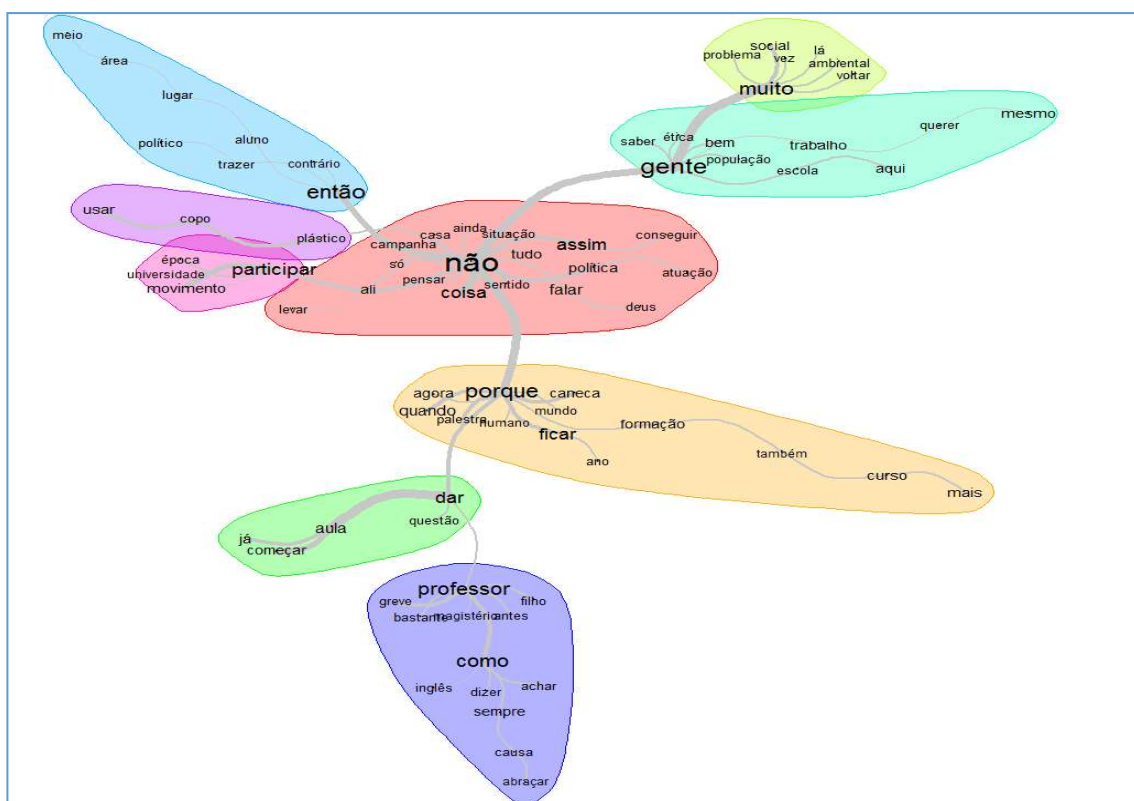 meio
área
lugar
político
aluno
trazer
contrário
então
problema
social
vez
lá
ambiental
voltar
muito
saber
ética
bem
população
gente
trabalho
escola
aqui
querer
mesmo
usar
copo
plástico
época
universidade
movimento
participar
casa
ainda
campanha
situação
só
não
tudo
assim
conseguir
política
atuação
pensar
ali
coisa
sentido
falar
levar
deus
agora
porque
caneca
quando
palestra
humano
mundo
ficar
ano
formação
também
curso
mais
dar
questão
aula
já
começar
professor
greve
bastante
magistério
antes
filho
como
inglês
dizer
achar
sempre
causa
abraçar